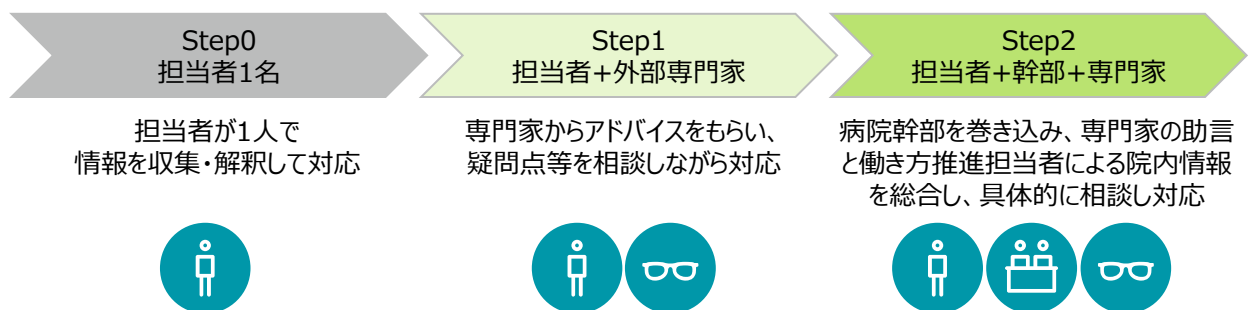 Step0
担当者1名
担当者が1人で
情報を収集・解釈して対応
Step1
担当者+外部専門家
専門家からアドバイスをもらい、
疑問点等を相談しながら対応
Step2
担当者+幹部+専門家
病院幹部を巻き込み、専門家の助言
と働き方推進担当者による院内情報
を総合し、具体的に相談し対応